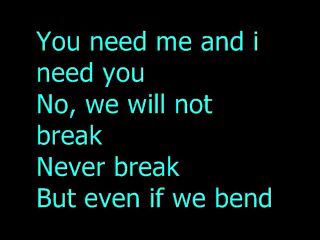 You need me and i
need you
No, we will not
break
Never break
But even if we bend